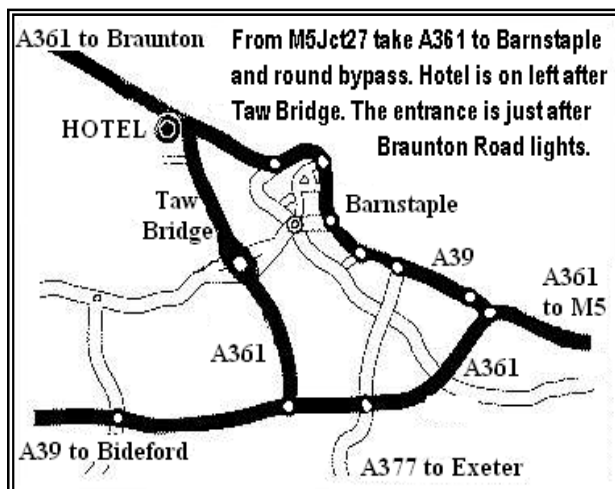 A361 to Braunton
From M5Jct27 take A361 to Barnstaple
and round bypass. Hotel is on left after
Taw Bridge. The entrance is just after
Braunton Road lights.
HOTEL
Taw
Bridge
Barnstaple
A39
A361
to M5
A361
A361
A39 to Bideford
A377 to Exeter